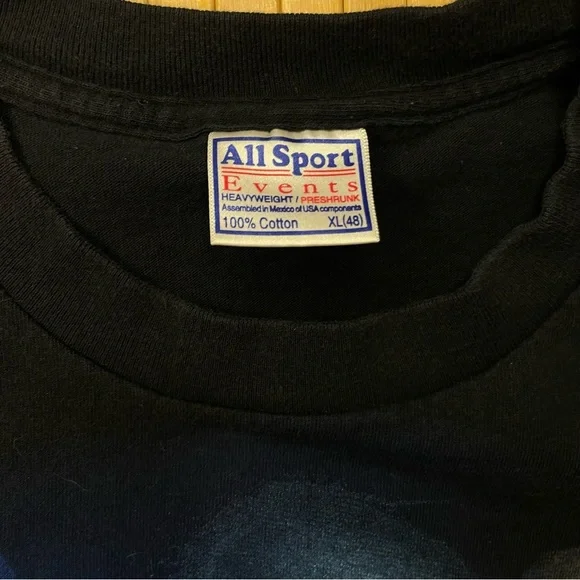 All Sport
Events
HEAVYWEIGHT / PRESHRUNK
Assembled in Mexico of USA components
100% Cotton XL(48)